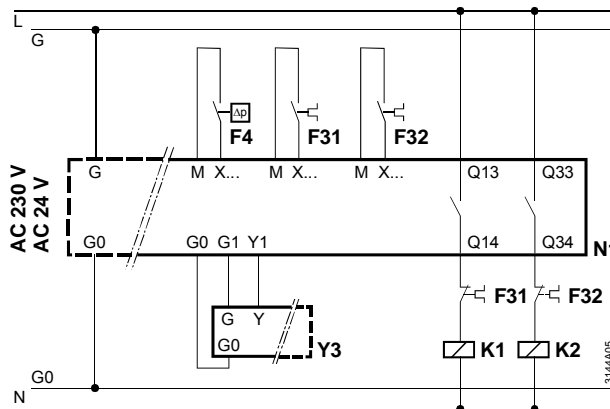 L
G
Δp
F4 F31 F32
AC 230 V
AC 24 V
G M X... M X... M X... Q13 Q33
G0 G0 G1 Y1 Q14 Q34 N1
F31 F32
G Y
G0 Y3
K1 K2
G0
N
3144A05